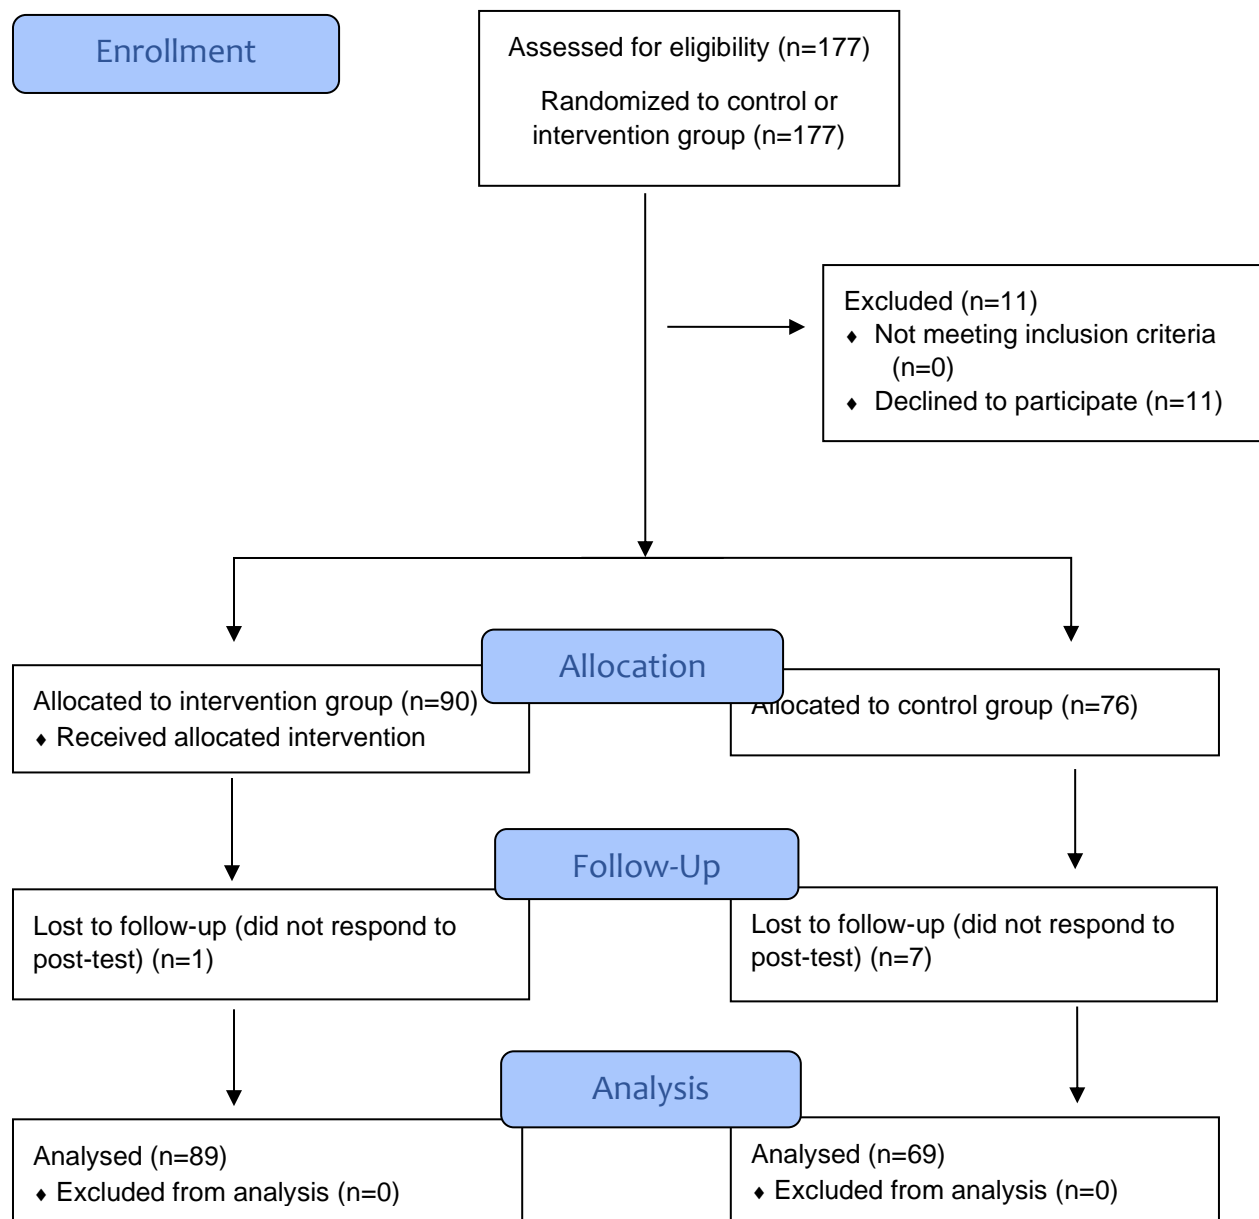 Enrollment
Assessed for eligibility (n=177)
Randomized to control or
intervention group (n=177)
Excluded (n=11)
♦ Not meeting inclusion criteria
(n=0)
♦ Declined to participate (n=11)
Allocation
Allocated to intervention group (n=90)
♦ Received allocated intervention
Allocated to control group (n=76)
Follow-Up
Lost to follow-up (did not respond to
post-test) (n=1)
Lost to follow-up (did not respond to
post-test) (n=7)
Analysis
Analysed (n=89)
♦ Excluded from analysis (n=0)
Analysed (n=69)
♦ Excluded from analysis (n=0)